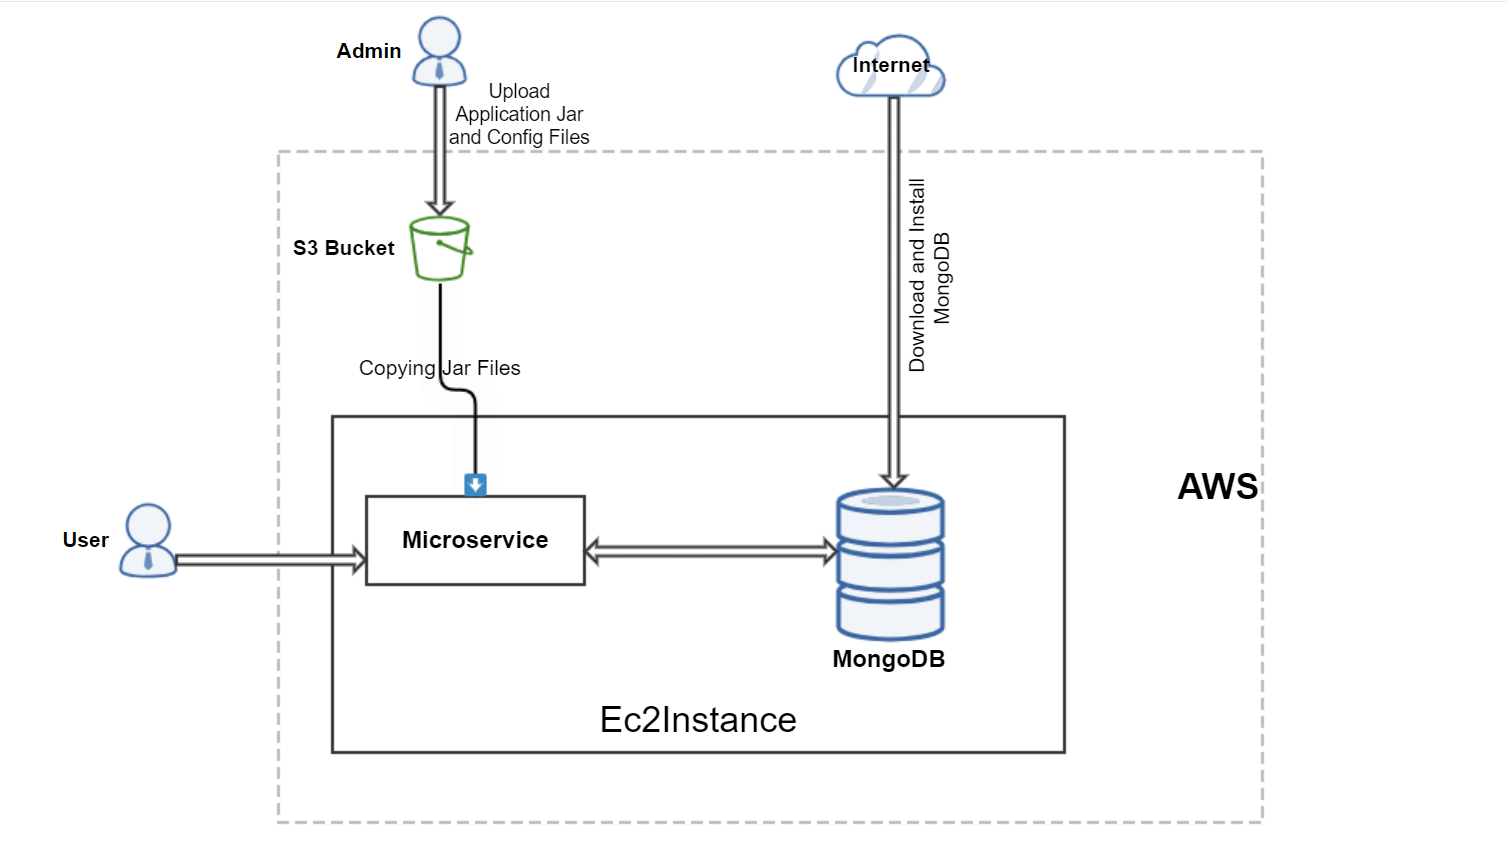 Admin
Internet
Upload
Application Jar
and Config Files
Download and Install
MongoDB
S3 Bucket
Copying Jar Files
AWS
User
Microservice
MongoDB
Ec2Instance